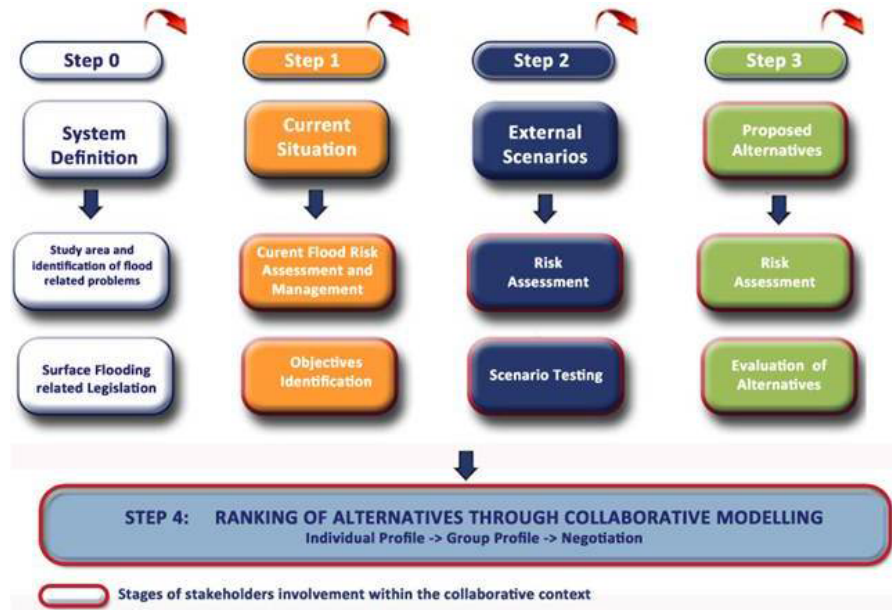 Step 0
Step 1
Step 2
Step 3
System
Definition
Current
Situation
External
Scenarios
Proposed
Alternatives
Study area and
identification of flood
related problems
Curent Flood Risk
Assessment and
Management
Risk
Assessment
Risk
Assessment
Surface Flooding
related Legislation
Objectives
Identification
Scenario Testing
Evaluation of
Alternatives
STEP 4: RANKING OF ALTERNATIVES THROUGH COLLABORATIVE MODELLING
Individual Profile -> Group Profile -> Negotiation
Stages of stakeholders involvement within the collaborative context